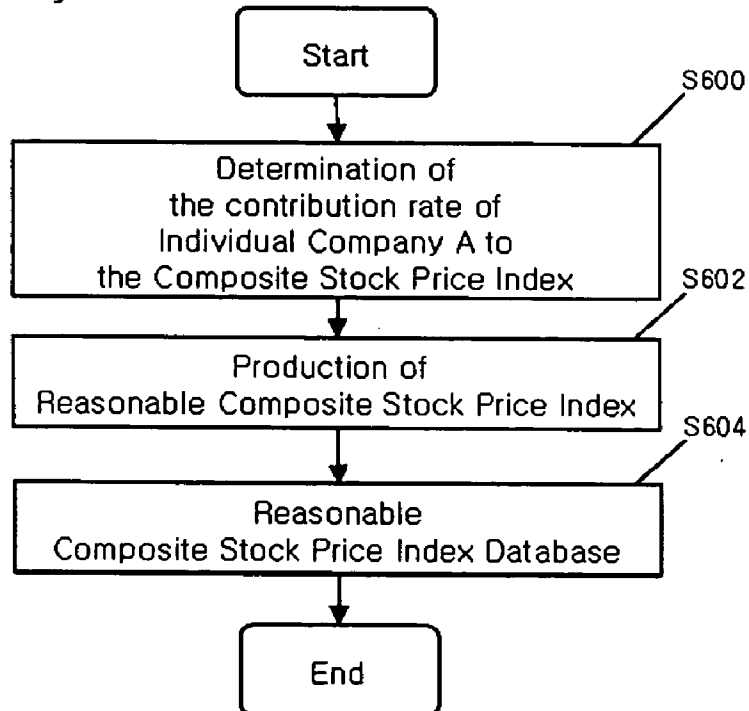 Start
S600
Determination of
the contribution rate of
Individual Company A to
the Composite Stock Price Index
S602
Production of
Reasonable Composite Stock Price Index
S604
Reasonable
Composite Stock Price Index Database
End